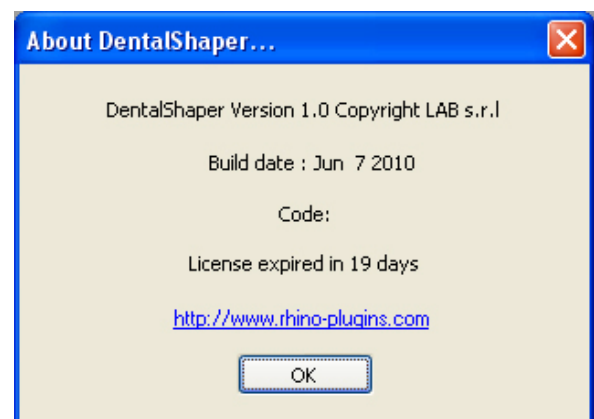 About DentalShaper...
DentalShaper Version 1.0 Copyright LAB s.r.l
Build date : Jun 7 2010
Code:
License expired in 19 days
http://www.rhino-plugins.com
OK